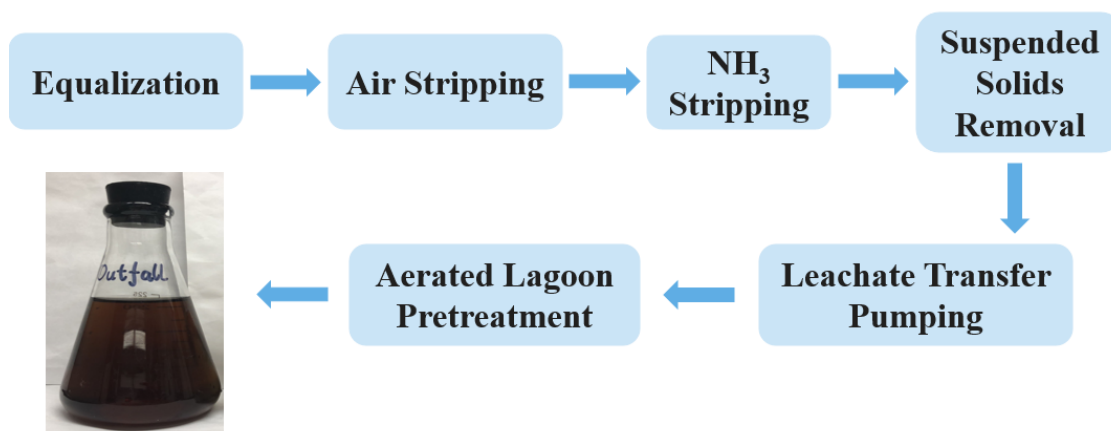 Equalization
Air Stripping
NH₃
Stripping
Suspended
Solids
Removal
Leachate Transfer
Pumping
Aerated Lagoon
Pretreatment
Outfall